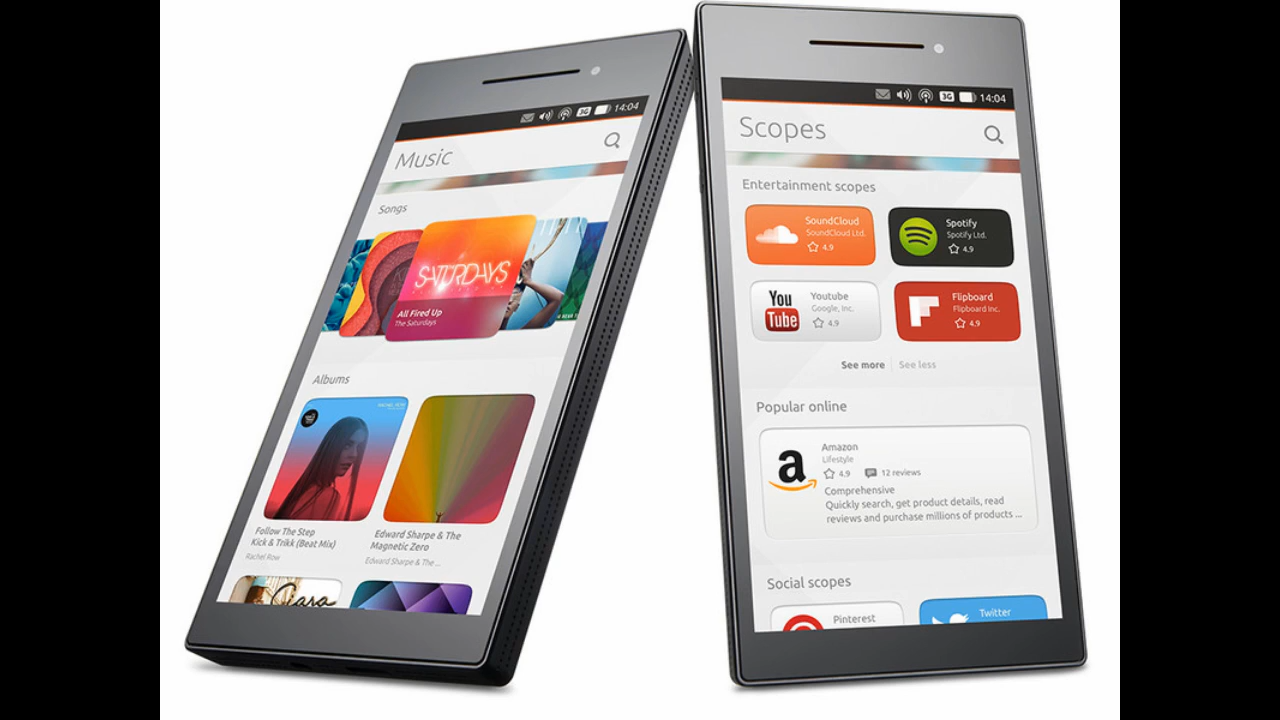 14:04
Music
Songs
SATURDAYS
All Fired Up
The Saturdays
Albums
Follow The Step
Kick & Trikk (Beat Mix)
Rachel Row
Edward Sharpe & The
Magnetic Zero
Edward Sharpe & The ...
Ciara
3G 14:04
Scopes
Entertainment scopes
SoundCloud
SoundCloud Ltd.
4.9
Spotify
Spotify Ltd.
4.9
You
Tube
Youtube
Google, Inc.
4.9
Flipboard
Flipboard Inc.
4.9
See more
See less
Popular online
a
Amazon
Lifestyle
4.9 12 reviews
Comprehensive
Quickly search, get product details, read
reviews and purchase millions of products ...
Social scopes
Pinterest
Twitter